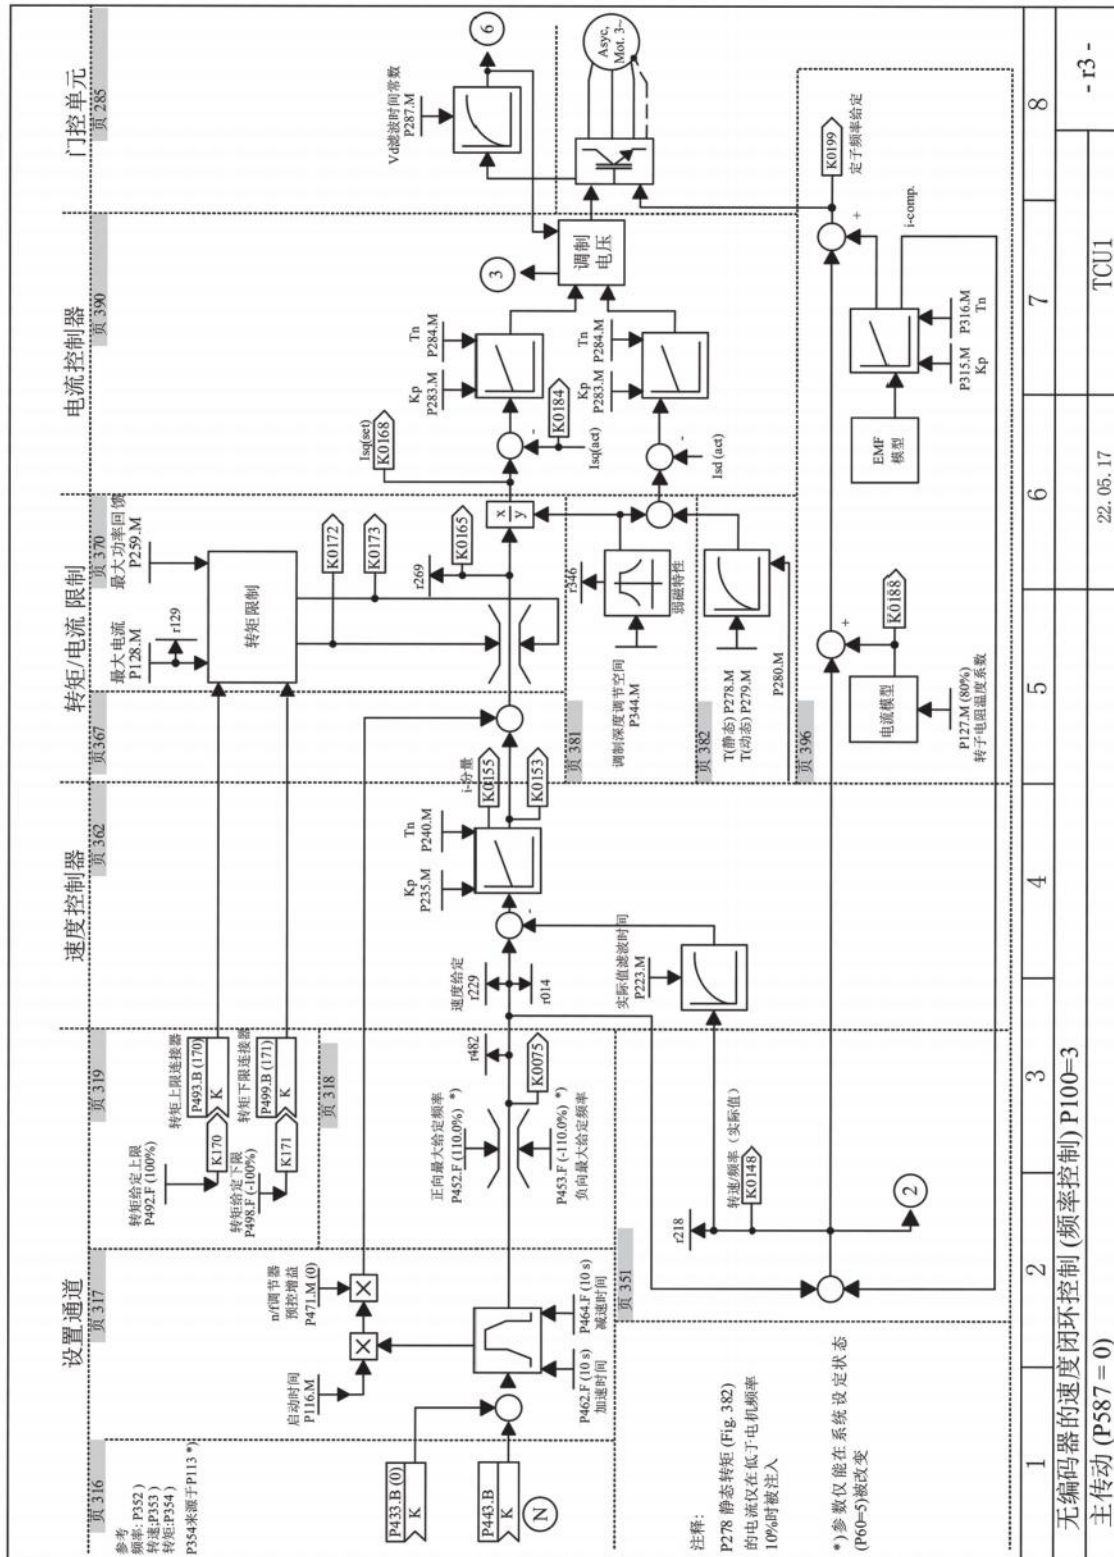 设置通道
速度控制器
转矩/电流 限制
电流控制器
门控单元
页 316
页 317
页 319
页 362
页 367
页 370
页 390
页 285
参考
频率: P352 )
转速;P353 )
转矩:P354 )
P354来源于P113 *)
P433.B (0)
K
P443.B
K
N
启动时间
P116.M
n/f调节器
预控增益
P471.M (0)
P462.F (10 s)
加速时间
P464.F (10 s)
减速时间
转矩给定上限
P492.F (100%)
K170
转矩上限连接器
P493.B (170)
K
转矩给定下限
P498.F (-100%)
K171
转矩下限连接器
P499.B (171)
K
页 318
正向最大给定频率
P452.F (110.0%) *)
P453.F (-110.0%) *)
负向最大给定频率
r482
K0075
速度给定
r229
r014
Kp
P235.M
Tn
P240.M
i-分量
K0155
K0153
最大电流
P128.M
r129
最大功率回馈
P259.M
转矩限制
K0172
K0173
r269
K0165
x
y
Isq(set)
K0168
Kp
P283.M
Tn
P284.M
-
K0184
Isq(act)
Kp
P283.M
Tn
P284.M
-
Isd (act)
3
调制
电压
Vd滤波时间常数
P287.M
6
Asyc,
Mot. 3~
页 381
调制深度调节空间
P344.M
r346
弱磁特性
页 382
T(静态) P278.M
T(动态) P279.M
P280.M
页 351
r218
转速/频率（实际值）
K0148
2
实际值滤波时间
P223.M
-
页 396
电流模型
P127.M (80%)
转子电阻温度系数
K0188
+
EMF
模型
P315.M
Kp
P316.M
Tn
i-comp.
+
K0199
定子频率给定
注释:
P278 静态转矩 (Fig. 382)
的电流仅在低于电机频率
10%时被注入
*)参数仅能在系统设定状态
(P60=5)被改变
1
2
3
4
5
6
7
8
无编码器的速度闭环控制 (频率控制) P100=3
主传动 (P587 = 0)
22. 05. 17
TCU1
- r3 -